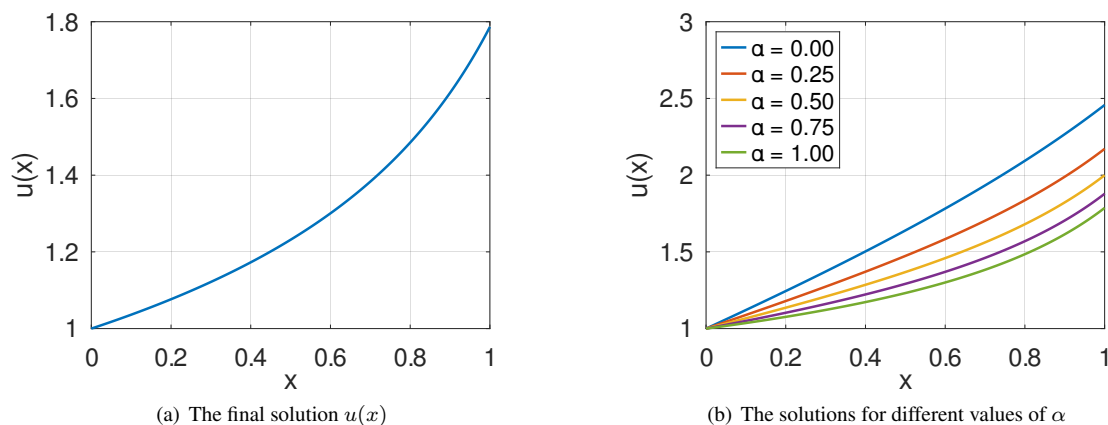 1.8
1.6
1.4
1.2
1
u(x)
0 0.2 0.4 0.6 0.8 1
x
(a) The final solution u(x)
3
2.5
2
1.5
1
u(x)
α = 0.00
α = 0.25
α = 0.50
α = 0.75
α = 1.00
0 0.2 0.4 0.6 0.8 1
x
(b) The solutions for different values of α